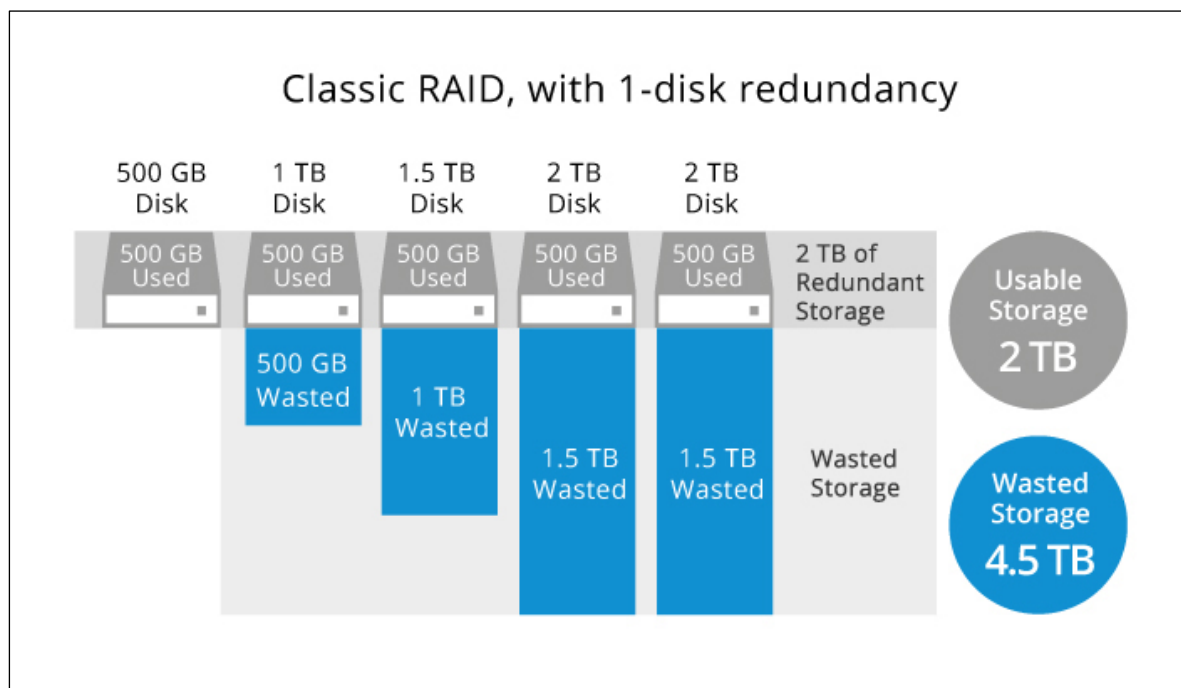 Classic RAID, with 1-disk redundancy
500 GB
Disk
1 TB
Disk
1.5 TB
Disk
2 TB
Disk
2 TB
Disk
500 GB
Used
500 GB
Used
500 GB
Used
500 GB
Used
500 GB
Used
2 TB of
Redundant
Storage
Usable
Storage
2 TB
500 GB
Wasted
1 TB
Wasted
1.5 TB
Wasted
1.5 TB
Wasted
Wasted
Storage
Wasted
Storage
4.5 TB